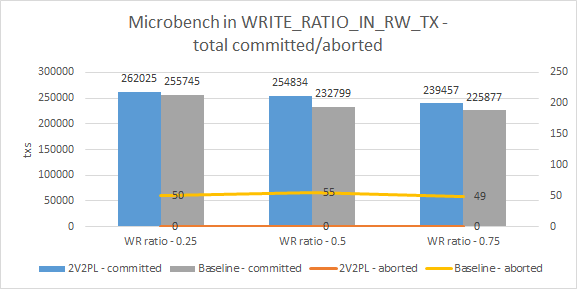 Microbench in WRITE_RATIO_IN_RW_TX -
total committed/aborted
300000
250000
200000
150000
100000
50000
0
txs
250
200
150
100
50
0
262025
255745
254834
232799
239457
225877
50
55
49
0
0
0
WR ratio - 0.25
WR ratio - 0.5
WR ratio - 0.75
2V2PL - committed
Baseline - committed
2V2PL - aborted
Baseline - aborted